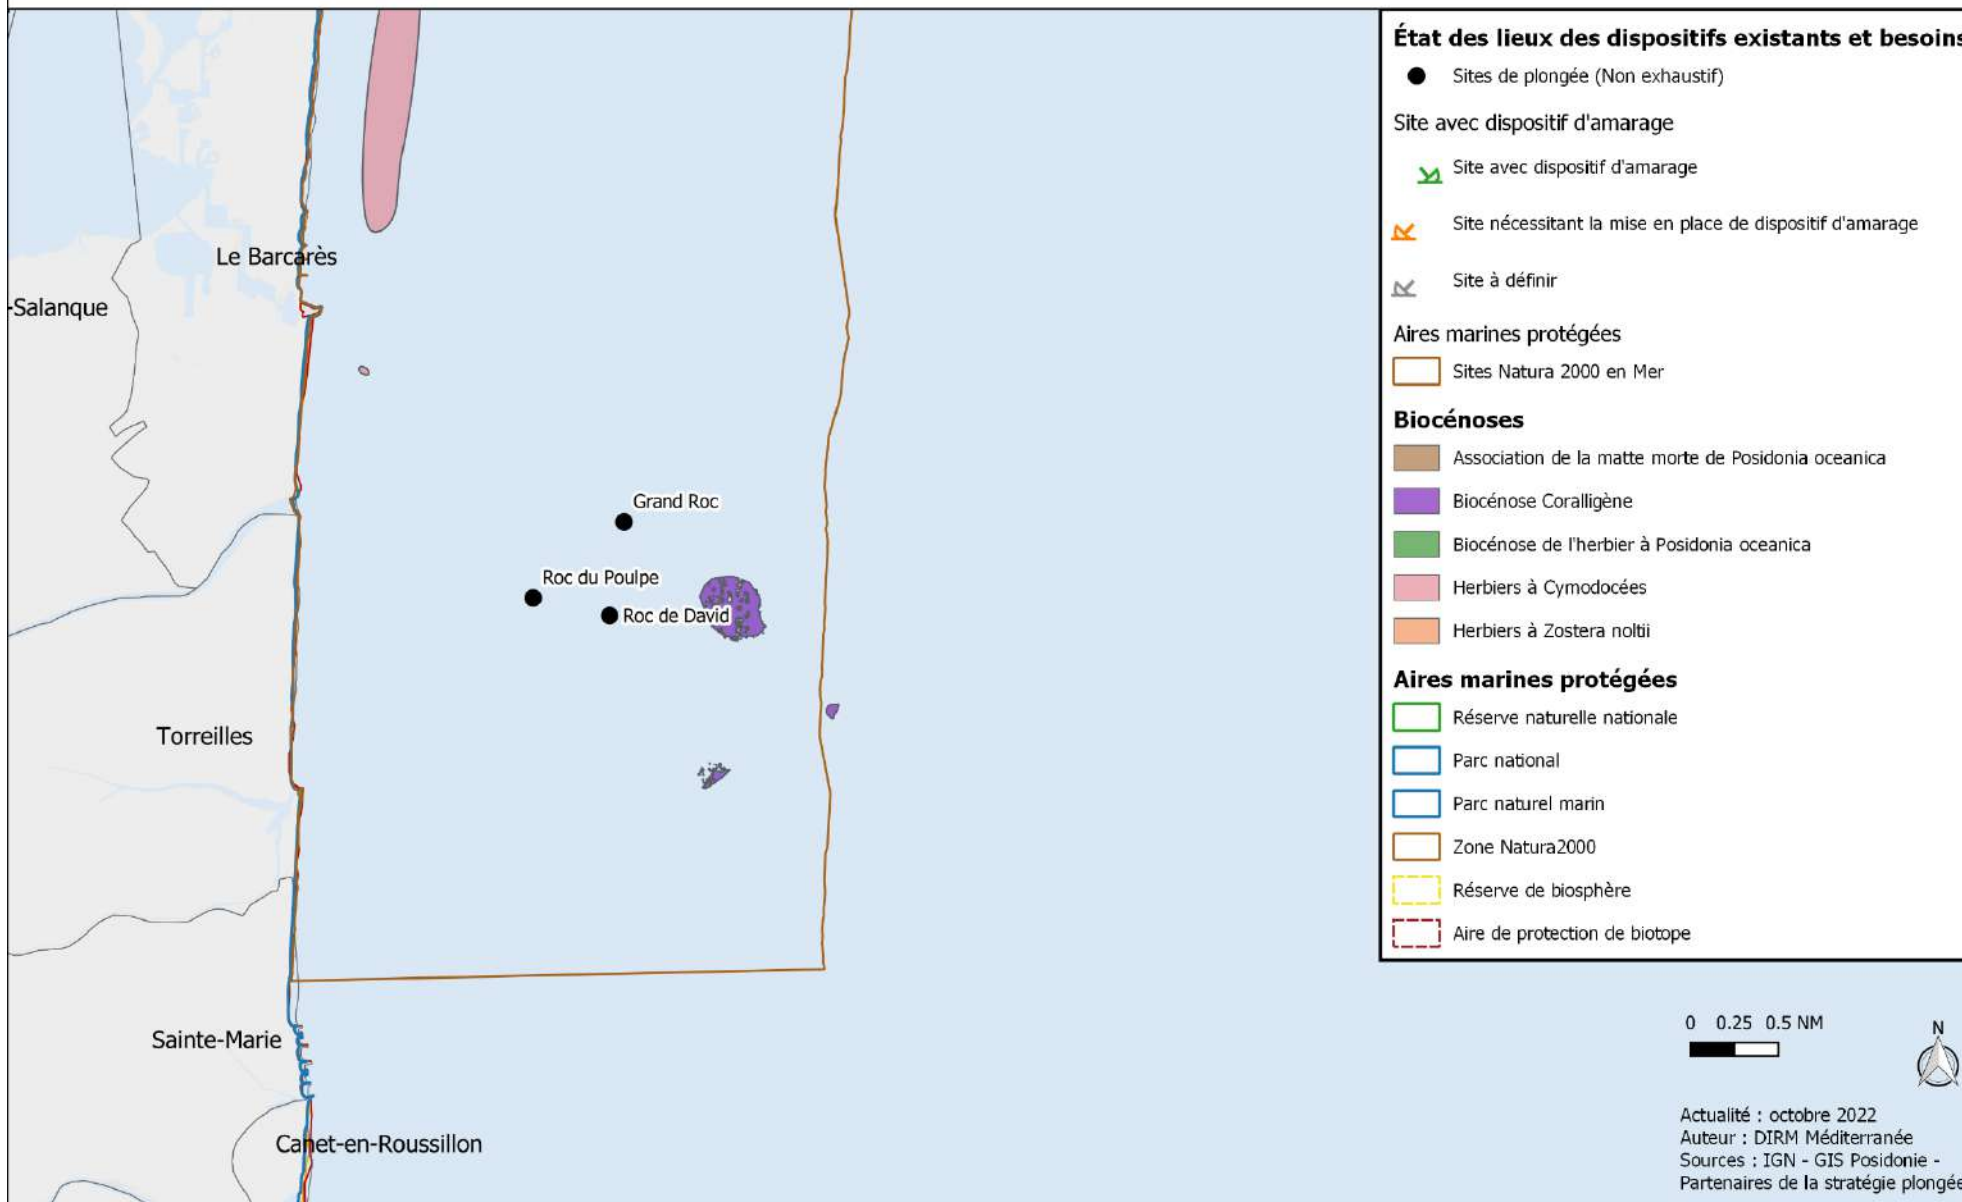 Le Barcarès
-Salanque
Grand Roc
Roc du Poulpe
Roc de David
Torreilles
Sainte-Marie
Canet-en-Roussillon
État des lieux des dispositifs existants et besoins
Sites de plongée (Non exhaustif)
Site avec dispositif d'amarage
Site avec dispositif d'amarage
Site nécessitant la mise en place de dispositif d'amarage
Site à définir
Aires marines protégées
Sites Natura 2000 en Mer
Biocénoses
Association de la matte morte de Posidonia oceanica
Biocénose Coralligène
Biocénose de l'herbier à Posidonia oceanica
Herbiers à Cymodocées
Herbiers à Zostera noltii
Aires marines protégées
Réserve naturelle nationale
Parc national
Parc naturel marin
Zone Natura2000
Réserve de biosphère
Aire de protection de biotope
0 0.25 0.5 NM
N
Actualité : octobre 2022
Auteur : DIRM Méditerranée
Sources : IGN - GIS Posidonie -
Partenaires de la stratégie plongée